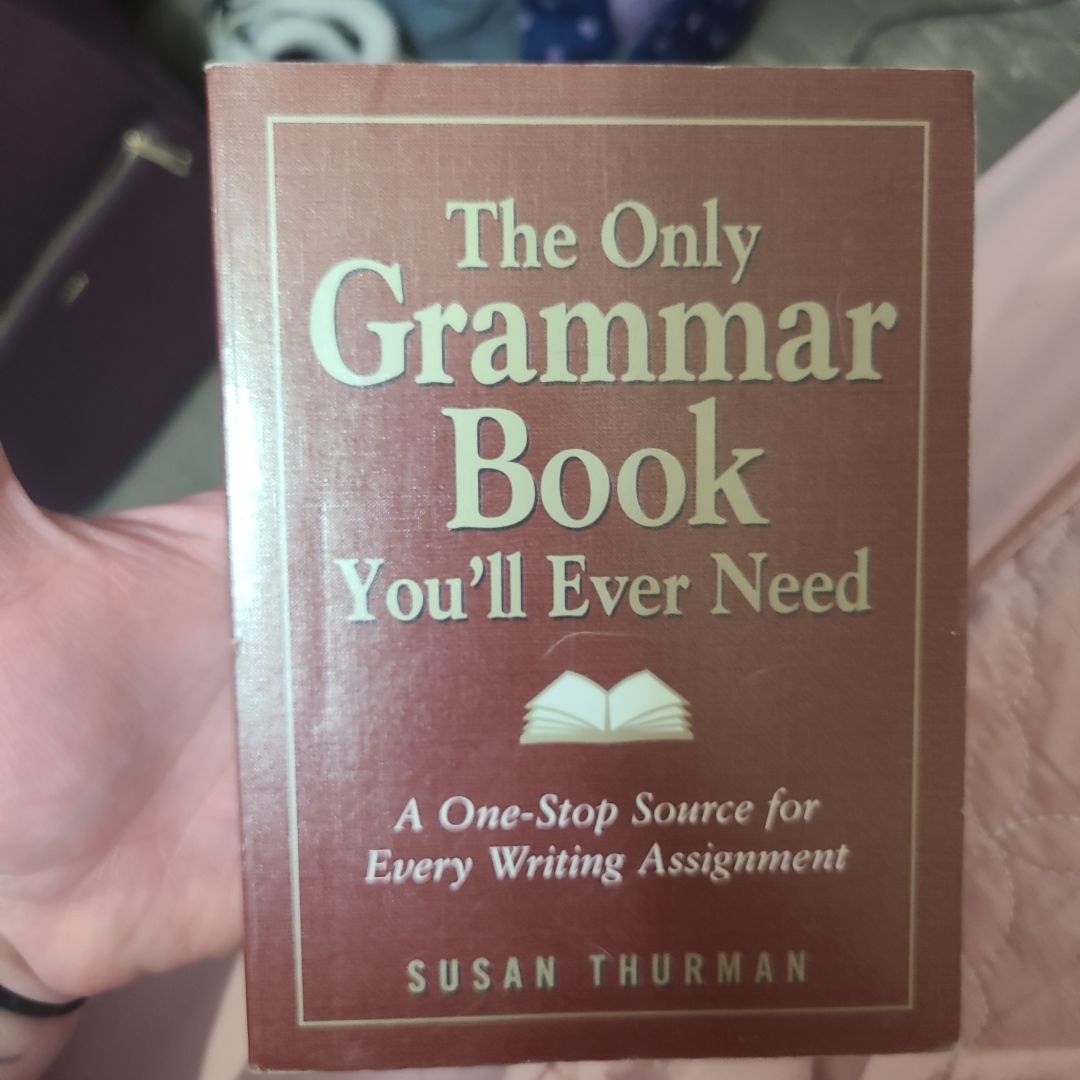 The Only
Grammar
Book
You'll Ever Need
A One-Stop Source for
Every Writing Assignment
SUSAN THURMAN